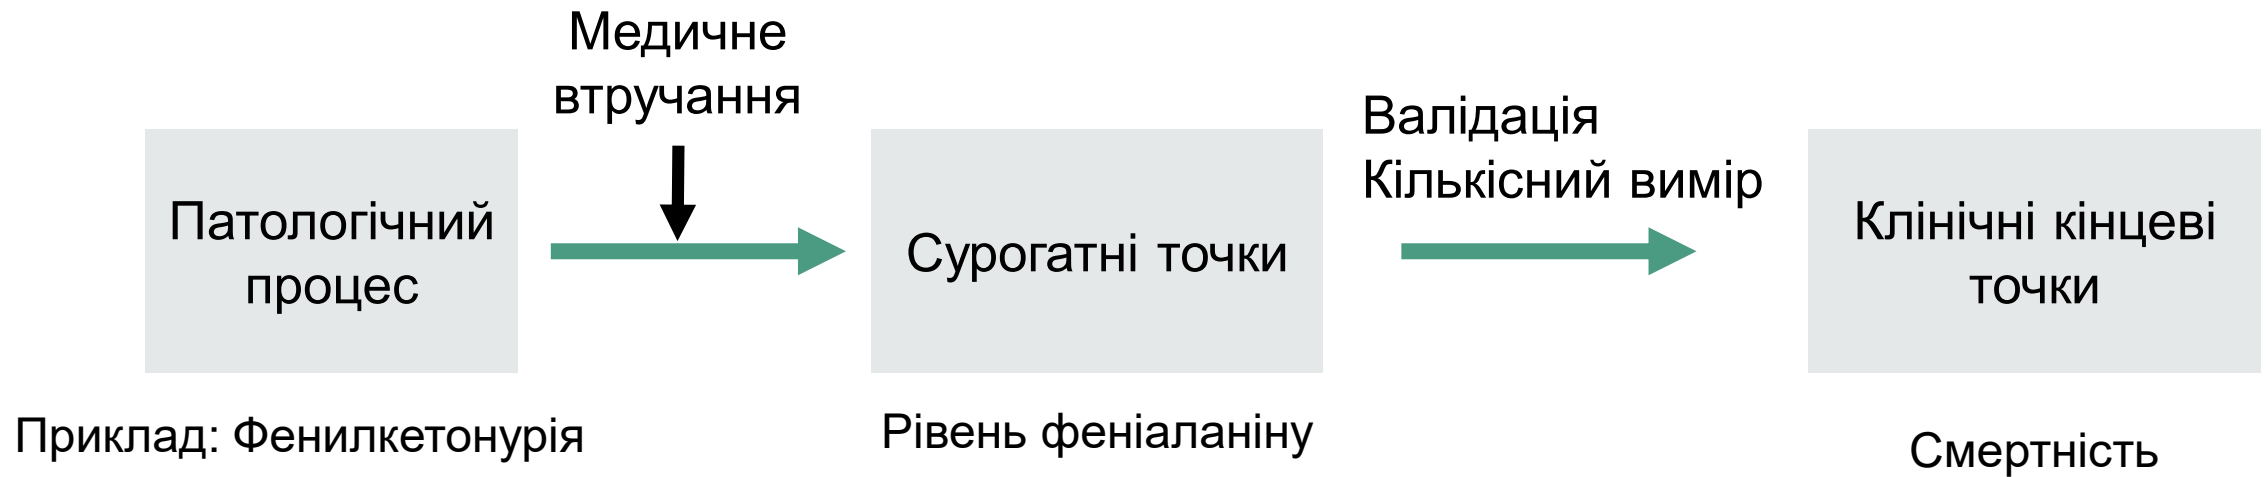 Медичне
втручання
Валідація
Кількісний вимір
Патологічний
процес
Сурогатні точки
Клінічні кінцеві
точки
Приклад: Фенилкетонурія
Рівень феніаланіну
Смертність